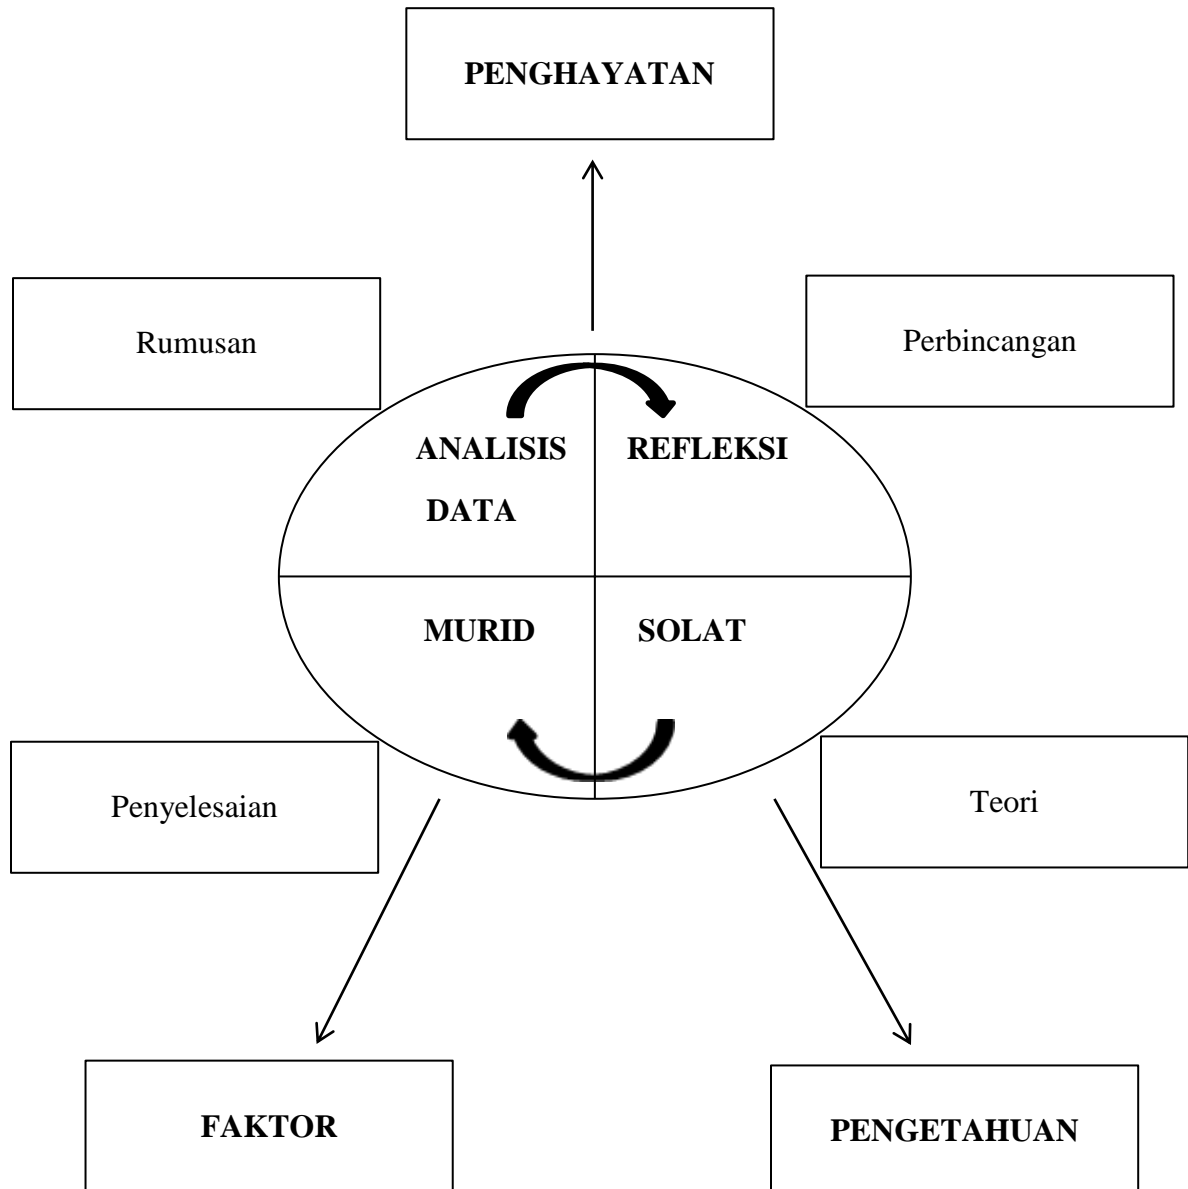 PENGHAYATAN
Rumusan
Perbincangan
ANALISIS
DATA
REFLEKSI
MURID
SOLAT
Penyelesaian
Teori
FAKTOR
PENGETAHUAN